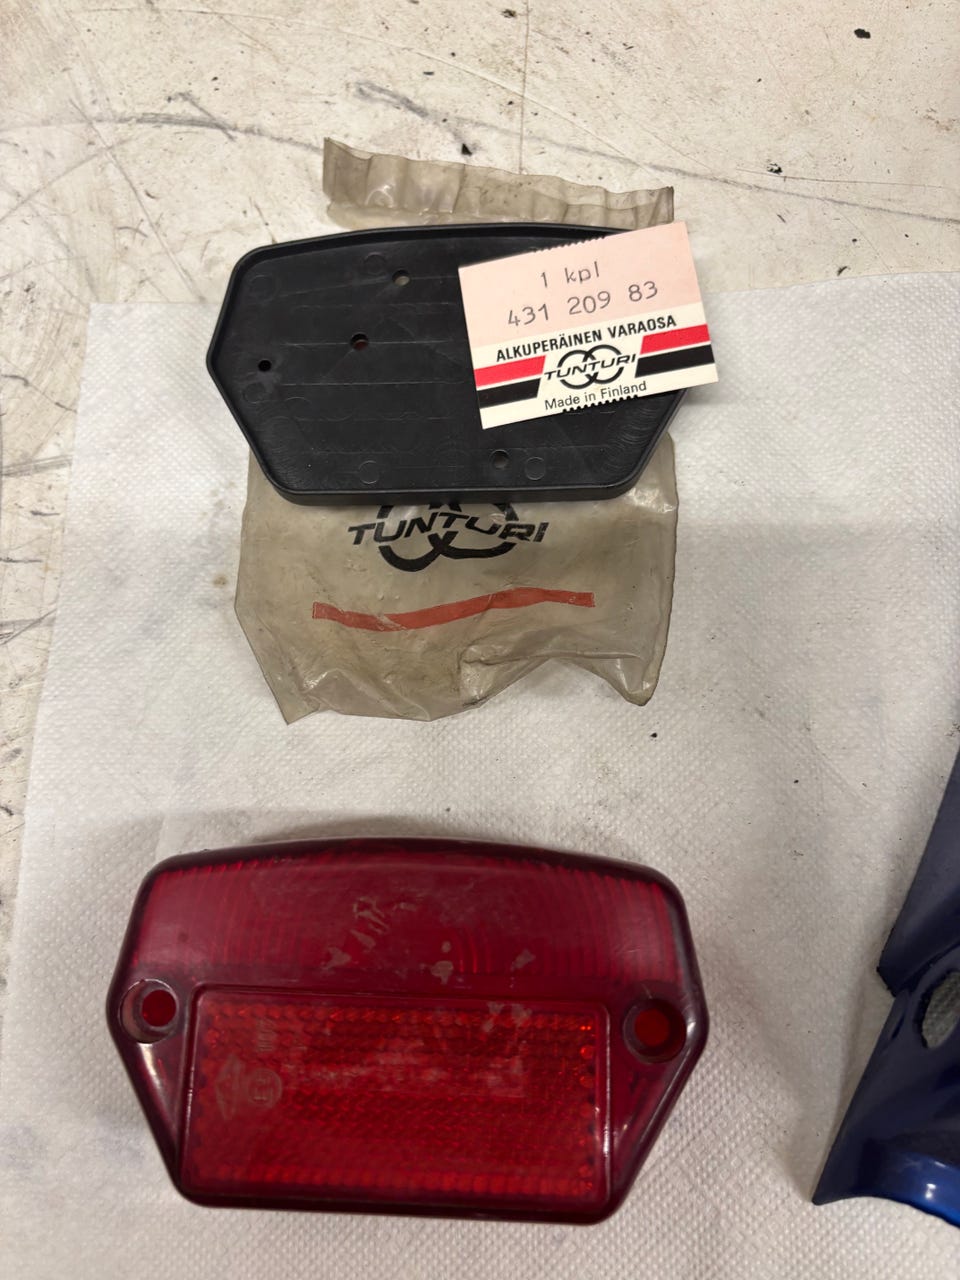 1 kpl
431 209 83
ALKUPERÄINEN VARAOSA
TUNTURI
Made in Finland
TUNTURI